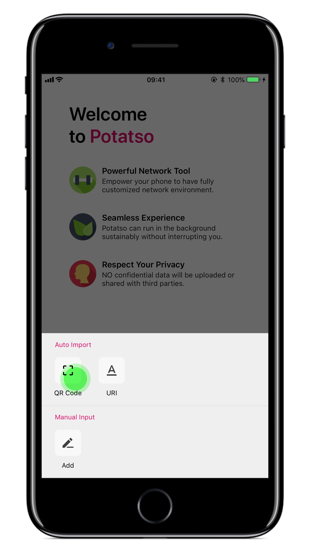 09:41
100%
Welcome
to Potatso
Powerful Network Tool
Empower your phone to have fully
customized network environment.
Seamless Experience
Potatso can run in the background
sustainably without interrupting you.
Respect Your Privacy
NO confidential data will be uploaded or
shared with third parties.
Auto Import
A
QR Code
URI
Manual Input
Add